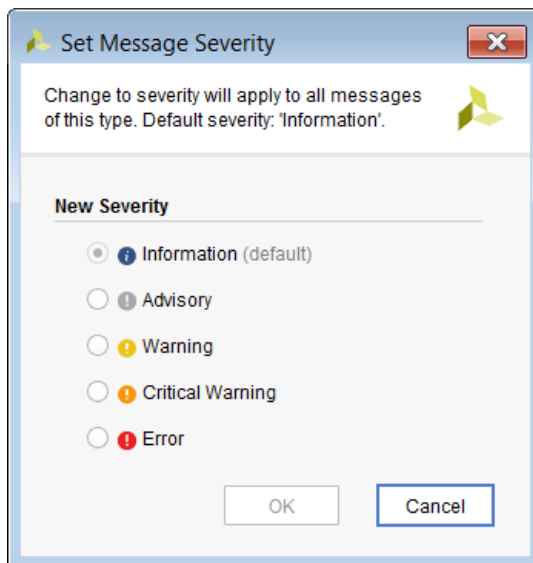 Set Message Severity
Change to severity will apply to all messages
of this type. Default severity: 'Information'.
New Severity
Information (default)
Advisory
Warning
Critical Warning
Error
OK
Cancel